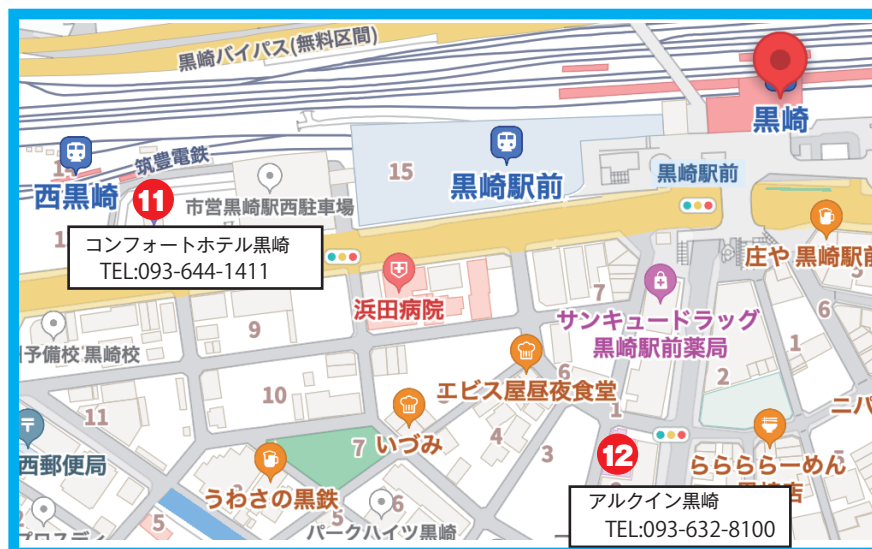 黒崎バイパス(無料区間)
黒崎
筑豊電鉄
15
黒崎駅前
黒崎駅前
西黒崎
11
市営黒崎駅西駐車場
コンフォートホテル黒崎
TEL:093-644-1411
庄や 黒崎駅前
浜田病院
7
サンキュードラッグ
黒崎駅前薬局
6
予備校 黒崎校
9
1
エビス屋昼夜食堂
6
2
10
11
1
いづみ
7
4
3
ニパ
西郵便局
12
らららら―めん
店
うわさの黒鉄
6
5
5
パークハイツ黒崎
アルクイン黒崎
TEL:093-632-8100